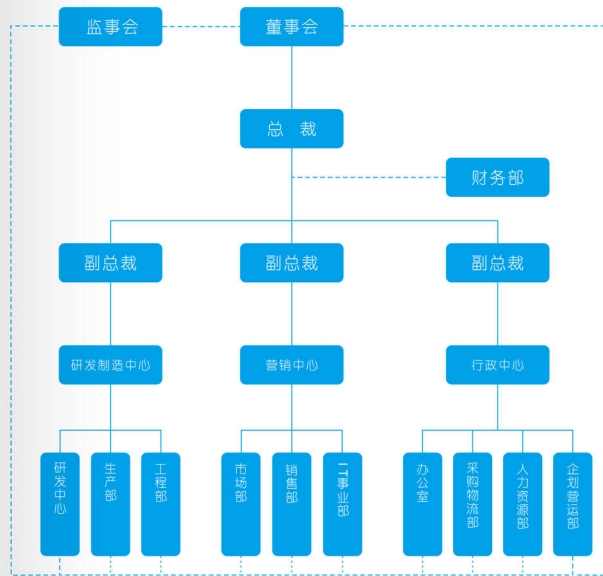 监事会
董事会
总 裁
财务部
副总裁
副总裁
副总裁
研发制造中心
营销中心
行政中心
研发中心
生产部
工程部
市场部
销售部
IT事业部
办公室
采购物流部
人力资源部
企划营运部